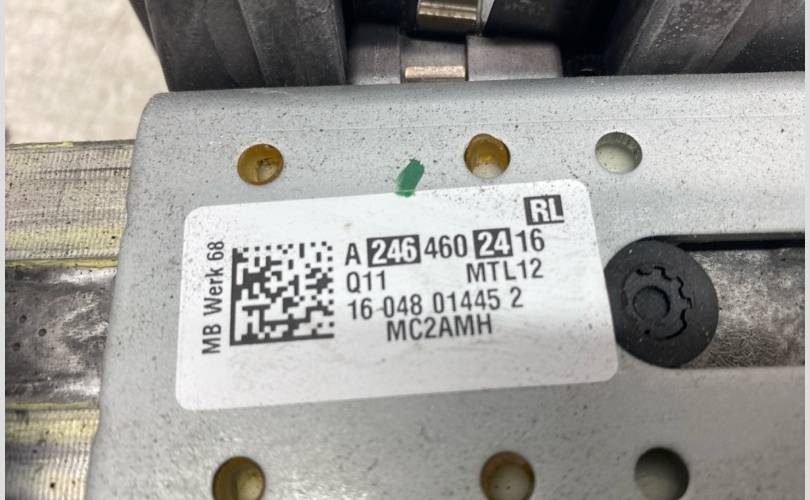 RL
A 246 460 24 16
Q11 MTL12
16 048 01445 2
MC2AMH
MB Werk 68